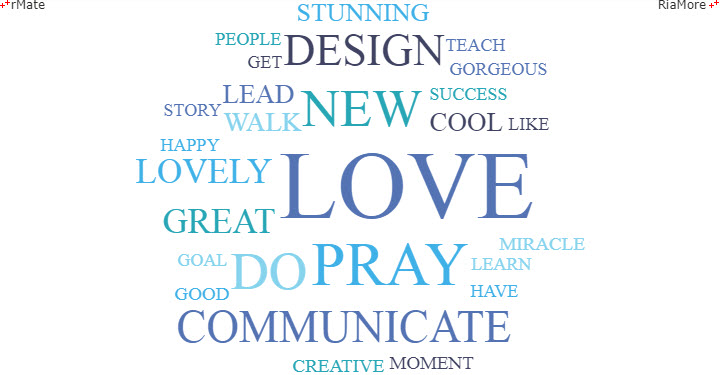 rMate
RiaMore
STUNNING
PEOPLE DESIGN TEACH
GET GORGEOUS
LEAD NEW SUCCESS
STORY WALK COOL LIKE
HAPPY
LOVELY LOVE
GREAT
GOAL DO PRAY MIRACLE
LEARN
GOOD HAVE
COMMUNICATE
CREATIVE MOMENT